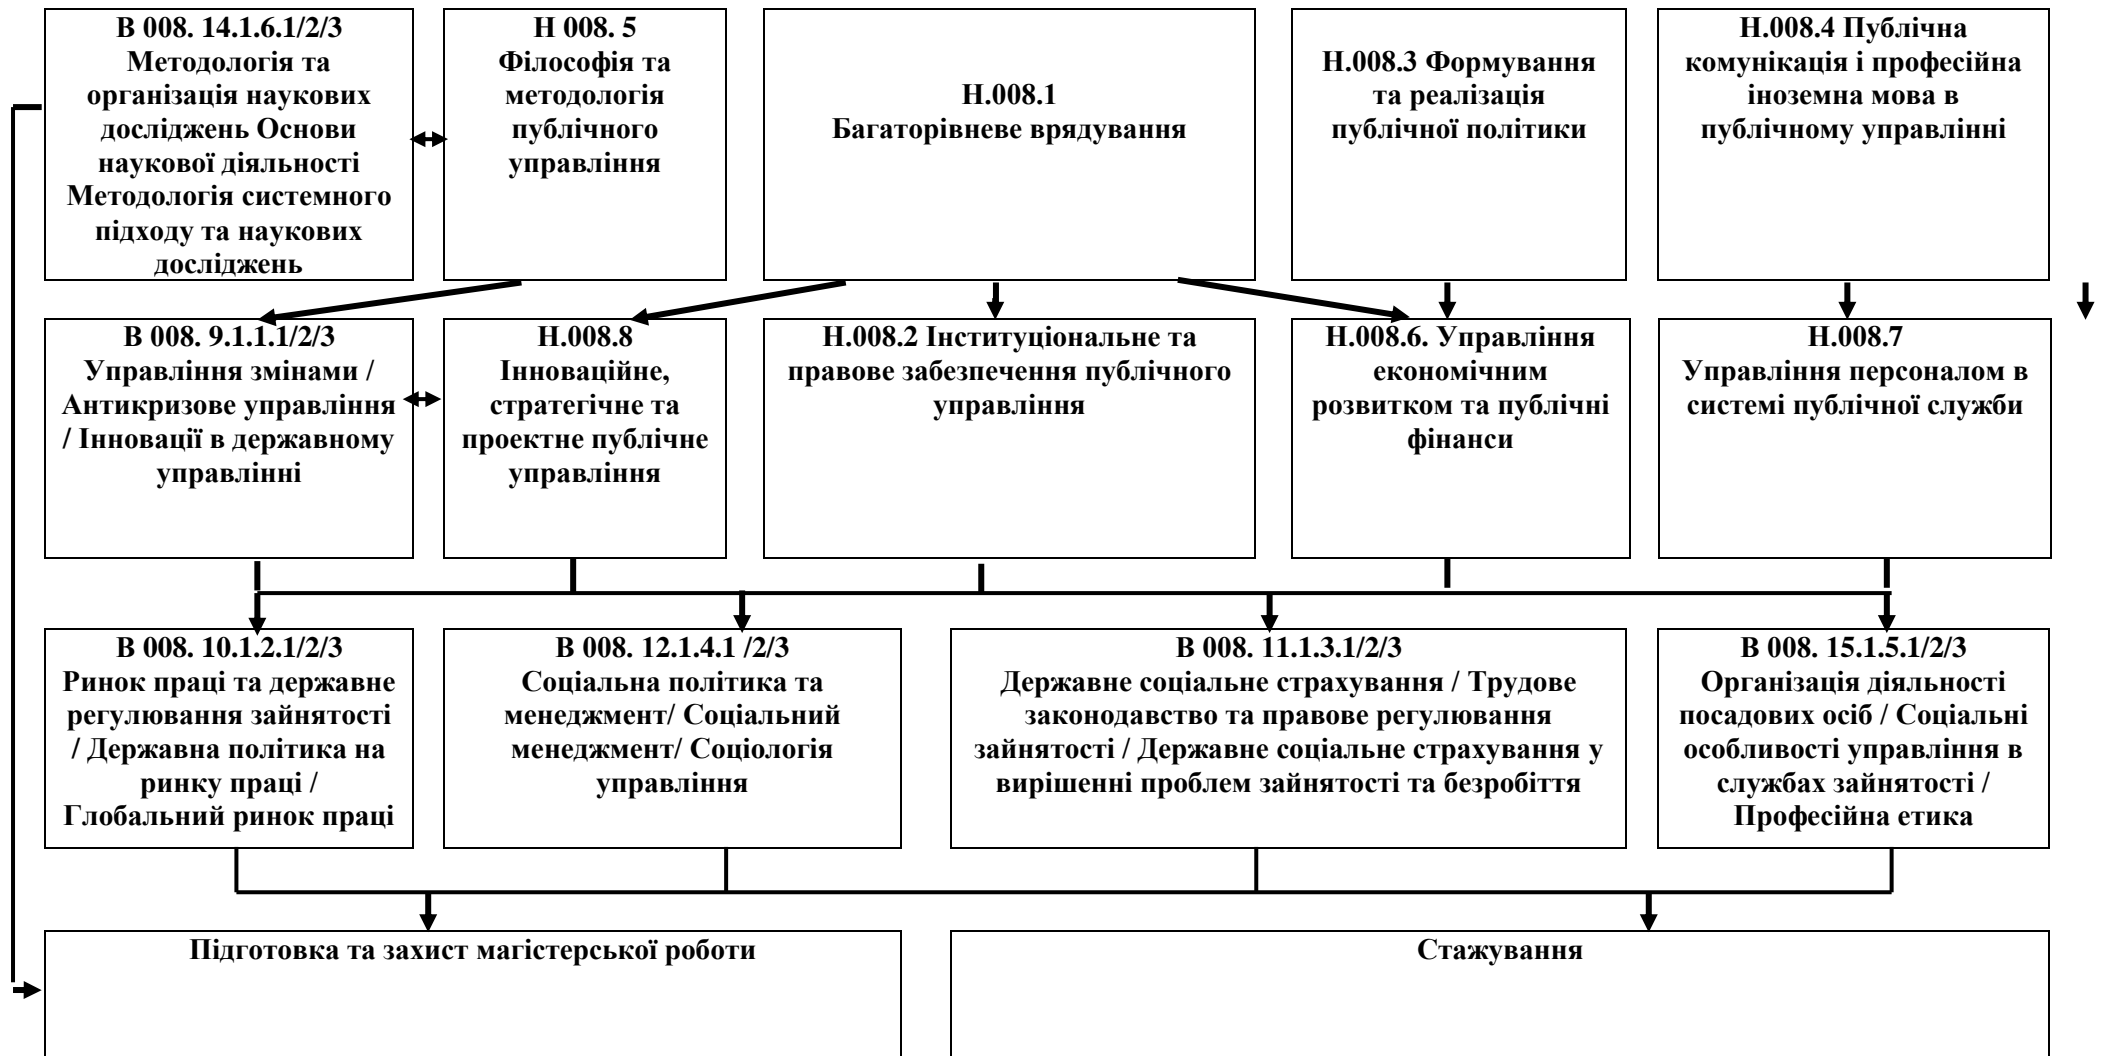 В 008. 14.1.6.1/2/3
Методологія та
організація наукових
досліджень Основи
наукової діяльності
Методологія системного
підходу та наукових
досліджень
Н 008. 5
Філософія та
методологія
публічного
управління
Н.008.1
Багаторівневе врядування
Н.008.3 Формування
та реалізація
публічної політики
Н.008.4 Публічна
комунікація і професійна
іноземна мова в
публічному управлінні
В 008. 9.1.1.1/2/3
Управління змінами /
Антикризове управління
/ Інновації в державному
управлінні
Н.008.8
Інноваційне,
стратегічне та
проектне публічне
управління
Н.008.2 Інституціональне та
правове забезпечення публічного
управління
Н.008.6. Управління
економічним
розвитком та публічні
фінанси
Н.008.7
Управління персоналом в
системі публічної служби
В 008. 10.1.2.1/2/3
Ринок праці та державне
регулювання зайнятості
/ Державна політика на
ринку праці /
Глобальний ринок праці
В 008. 12.1.4.1 /2/3
Соціальна політика та
менеджмент/ Соціальний
менеджмент/ Соціологія
управління
В 008. 11.1.3.1/2/3
Державне соціальне страхування / Трудове
законодавство та правове регулювання
зайнятості / Державне соціальне страхування у
вирішенні проблем зайнятості та безробіття
В 008. 15.1.5.1/2/3
Організація діяльності
посадових осіб / Соціальні
особливості управління в
службах зайнятості /
Професійна етика
Підготовка та захист магістерської роботи
Стажування